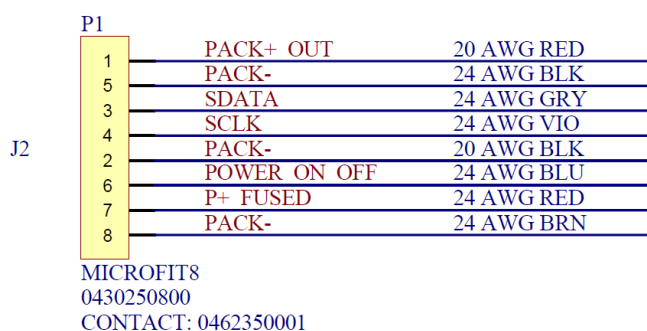 P1
1 PACK+ OUT 20 AWG RED
5 PACK- 24 AWG BLK
3 SDATA 24 AWG GRY
4 SCLK 24 AWG VIO
J2
2 PACK- 20 AWG BLK
6 POWER ON OFF 24 AWG BLU
7 P+ FUSED 24 AWG RED
8 PACK- 24 AWG BRN
MICROFIT8
0430250800
CONTACT: 0462350001